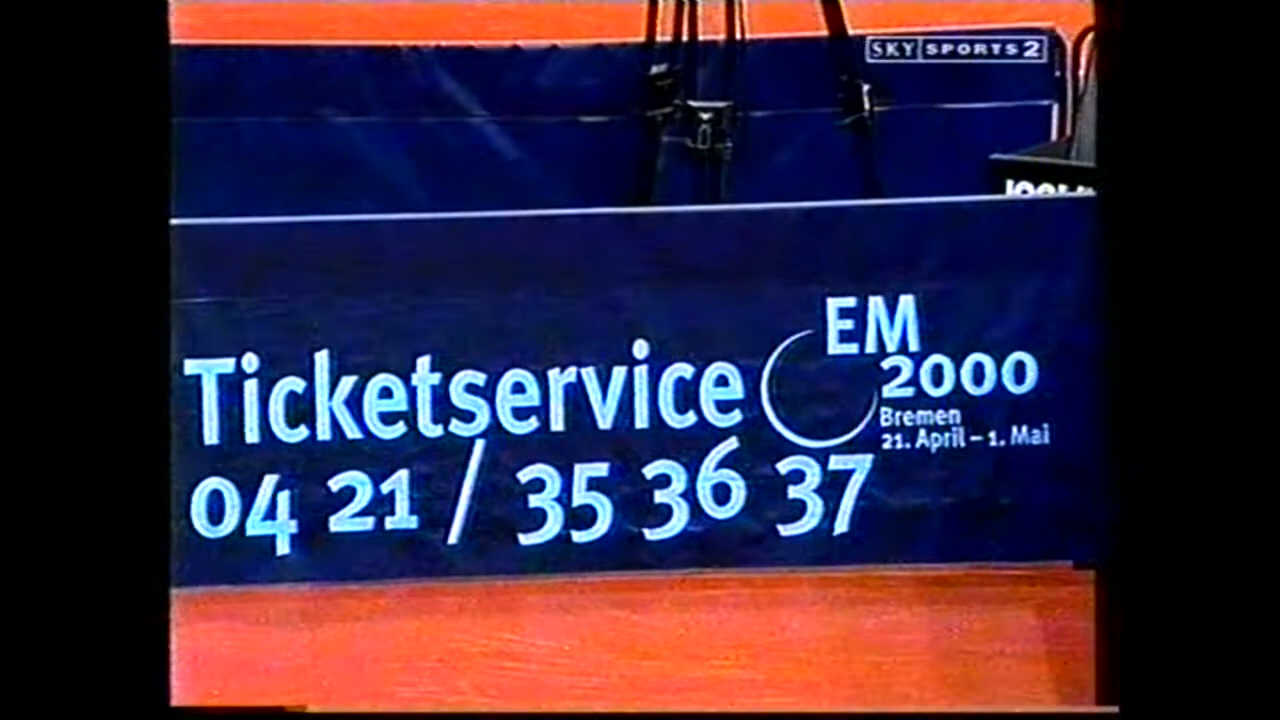 SKY SPORTS 2
Ticketservice
04 21 / 35 36 37
EM
2000
Bremen
21. April – 1. Mai